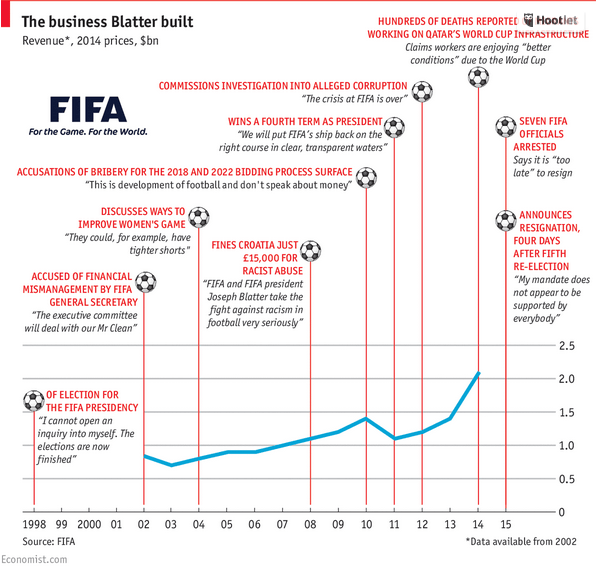 The business Blatter built
Revenue*, 2014 prices, $bn
Hootlet
HUNDREDS OF DEATHS REPORTED
WORKING ON QATAR'S WORLD CUP INFRASTRUCTURE
Claims workers are enjoying "better
conditions" due to the World Cup
COMMISSIONS INVESTIGATION INTO ALLEGED CORRUPTION
"The crisis at FIFA is over"
FIFA
For the Game. For the World.
WINS A FOURTH TERM AS PRESIDENT
"We will put FIFA's ship back on the
right course in clear, transparent waters"
SEVEN FIFA
OFFICIALS
ARRESTED
Says it is "too
late" to resign
ACCUSATIONS OF BRIBERY FOR THE 2018 AND 2022 BIDDING PROCESS SURFACE
"This is development of football and don't speak about money"
DISCUSSES WAYS TO
IMPROVE WOMEN'S GAME
"They could, for example, have
tighter shorts"
ANNOUNCES
RESIGNATION,
FOUR DAYS
AFTER FIFTH
RE-ELECTION
"My mandate does
not appear to be
supported by
everybody"
FINES CROATIA JUST
£15,000 FOR
RACIST ABUSE
"FIFA and FIFA president
Joseph Blatter take the
fight against racism in
football very seriously"
ACCUSED OF FINANCIAL
MISMANAGEMENT BY FIFA
GENERAL SECRETARY
"The executive committee
will deal with our Mr Clean"
OF ELECTION FOR
THE FIFA PRESIDENCY
"I cannot open an
inquiry into myself. The
elections are now
finished"
2.5
2.0
1.5
1.0
0.5
0
1998 99 2000 01 02 03 04 05 06 07 08 09 10 11 12 13 14 15
Source: FIFA
*Data available from 2002
Economist.com